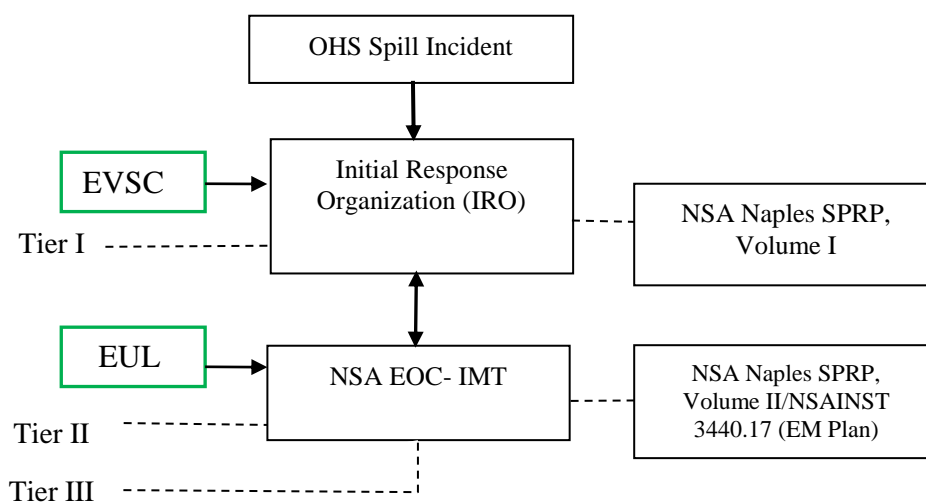 OHS Spill Incident
EVSC
Initial Response
Organization (IRO)
Tier I
NSA Naples SPRP,
Volume I
EUL
NSA EOC- IMT
NSA Naples SPRP,
Volume II/NSAINST
3440.17 (EM Plan)
Tier II
Tier III